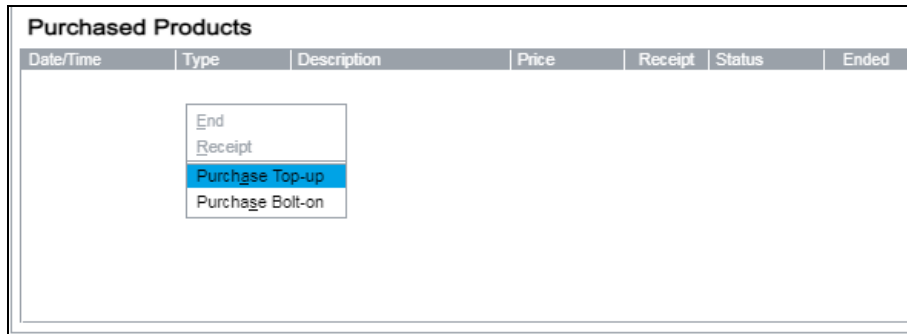 Purchased Products
Date/Time Type Description Price Receipt Status Ended
End
Receipt
Purchase Top-up
Purchase Bolt-on